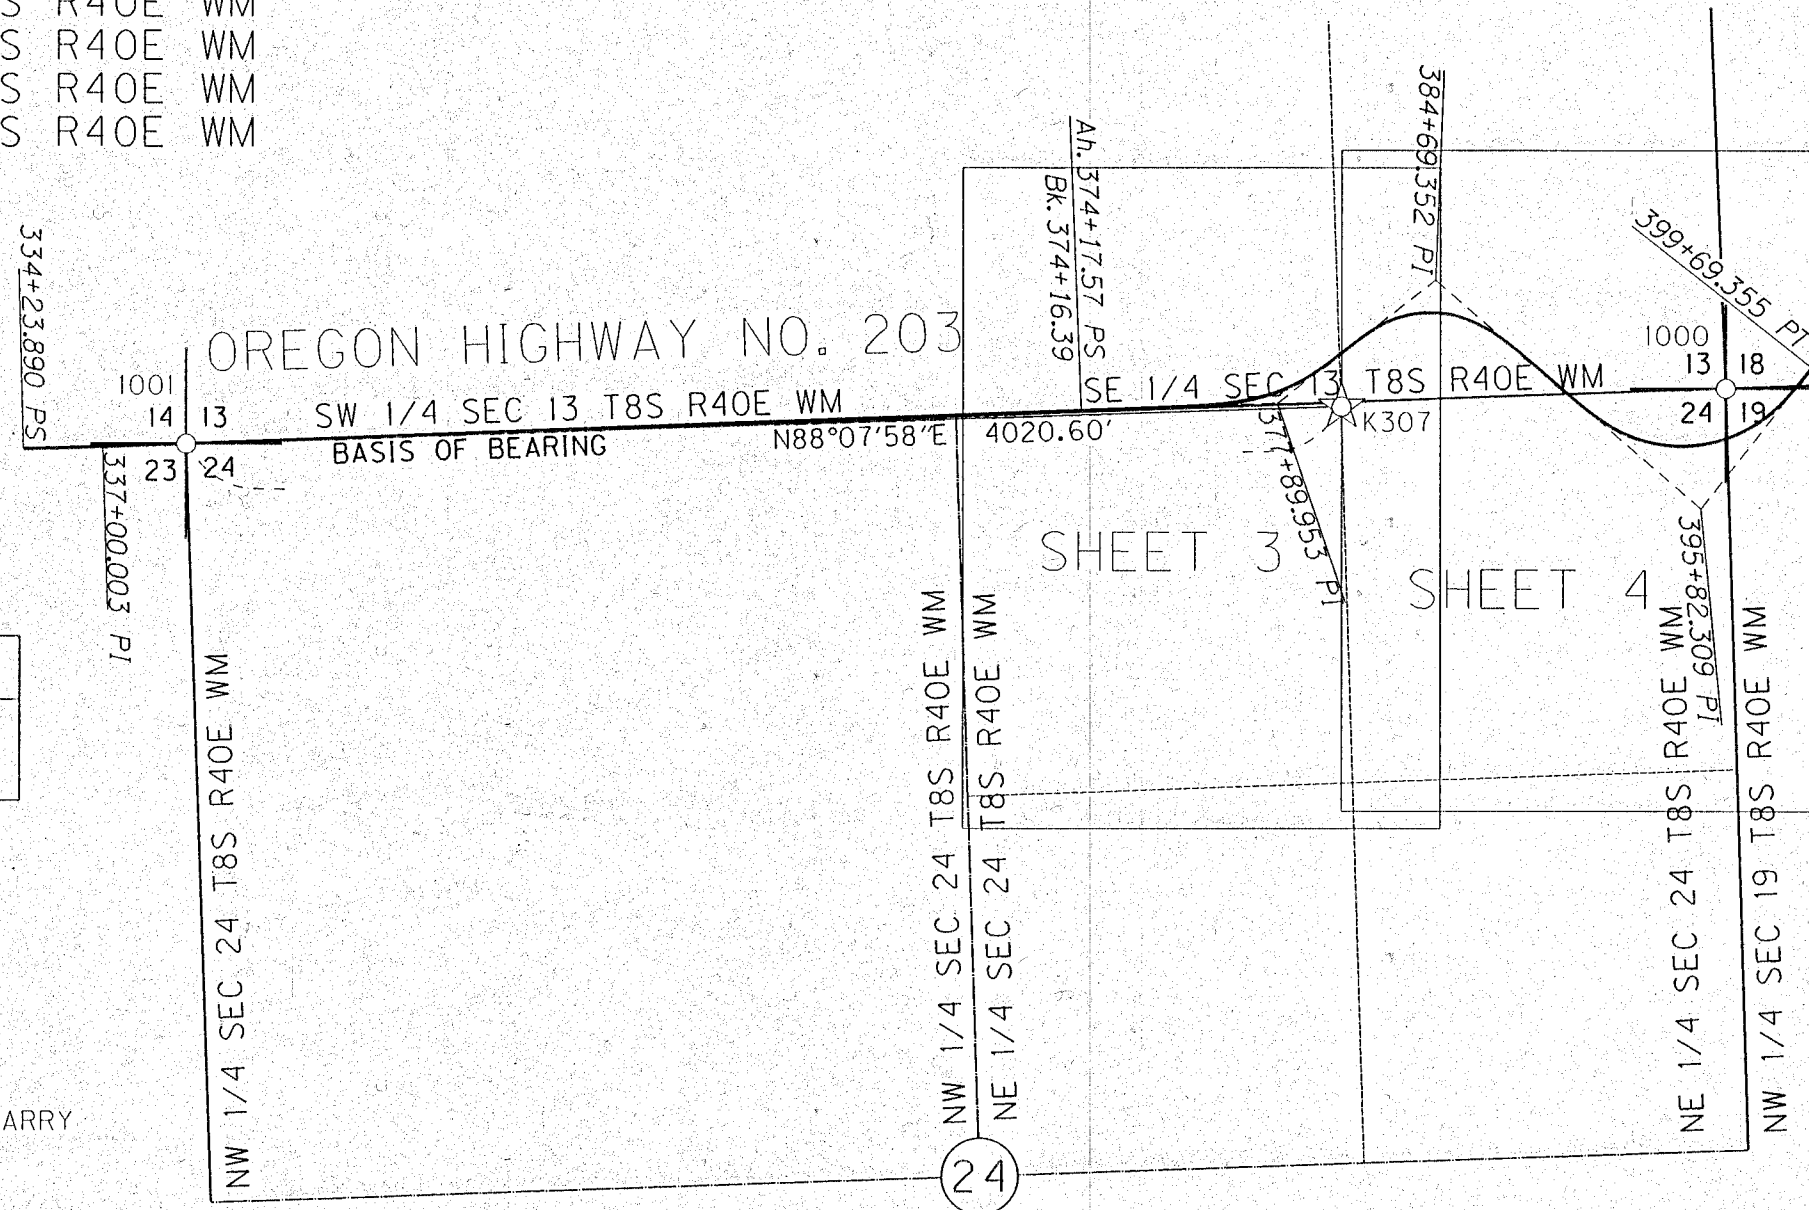 S R40E WM
S R40E WM
S R40E WM
S R40E WM
334+23.890 PS
337+00.003 PI
1001
14 13
23 24
OREGON HIGHWAY NO. 203
SW 1/4 SEC 13 T8S R40E WM
BASIS OF BEARING
N88°07'58"E 4020.60'
Ah. 374+17.57 PS
Bk. 374+16.39
SE 1/4 SEC 13 T8S R40E WM
K307
377+89.953 PI
384+69.352 PI
399+69.355 PT
1000
13 18
24 19
395+82.309 PI
SHEET 3
SHEET 4
NW 1/4 SEC 24 T8S R40E WM
NW 1/4 SEC 24 T8S R40E WM
NE 1/4 SEC 24 T8S R40E WM
NE 1/4 SEC 24 T8S R40E WM
NW 1/4 SEC 19 T8S R40E WM
ARRY
24